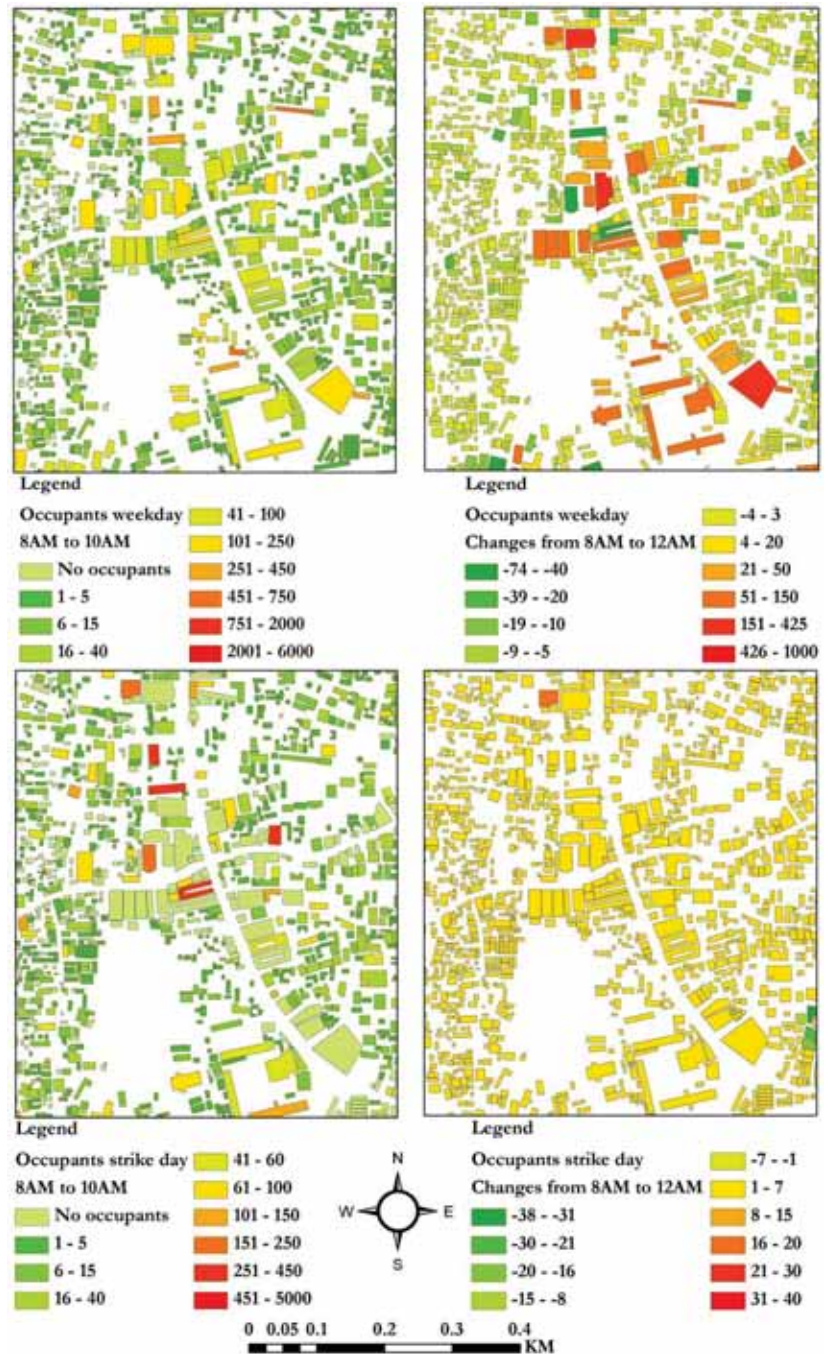 Legend
Occupants weekday
8AM to 10AM
No occupants
1 - 5
6 - 15
16 - 40
41 - 100
101 - 250
251 - 450
451 - 750
751 - 2000
2001 - 6000
Legend
Occupants weekday
Changes from 8AM to 12AM
-74 - -40
-39 - -20
-19 - -10
-9 - -5
-4 - 3
4 - 20
21 - 50
51 - 150
151 - 425
426 - 1000
Legend
Occupants strike day
8AM to 10AM
No occupants
1 - 5
6 - 15
16 - 40
41 - 60
61 - 100
101 - 150
151 - 250
251 - 450
451 - 5000
N
W E
S
Legend
Occupants strike day
Changes from 8AM to 12AM
-38 - -31
-30 - -21
-20 - -16
-15 - -8
-7 - -1
1 - 7
8 - 15
16 - 20
21 - 30
31 - 40
0 0.05 0.1 0.2 0.3 0.4
KM